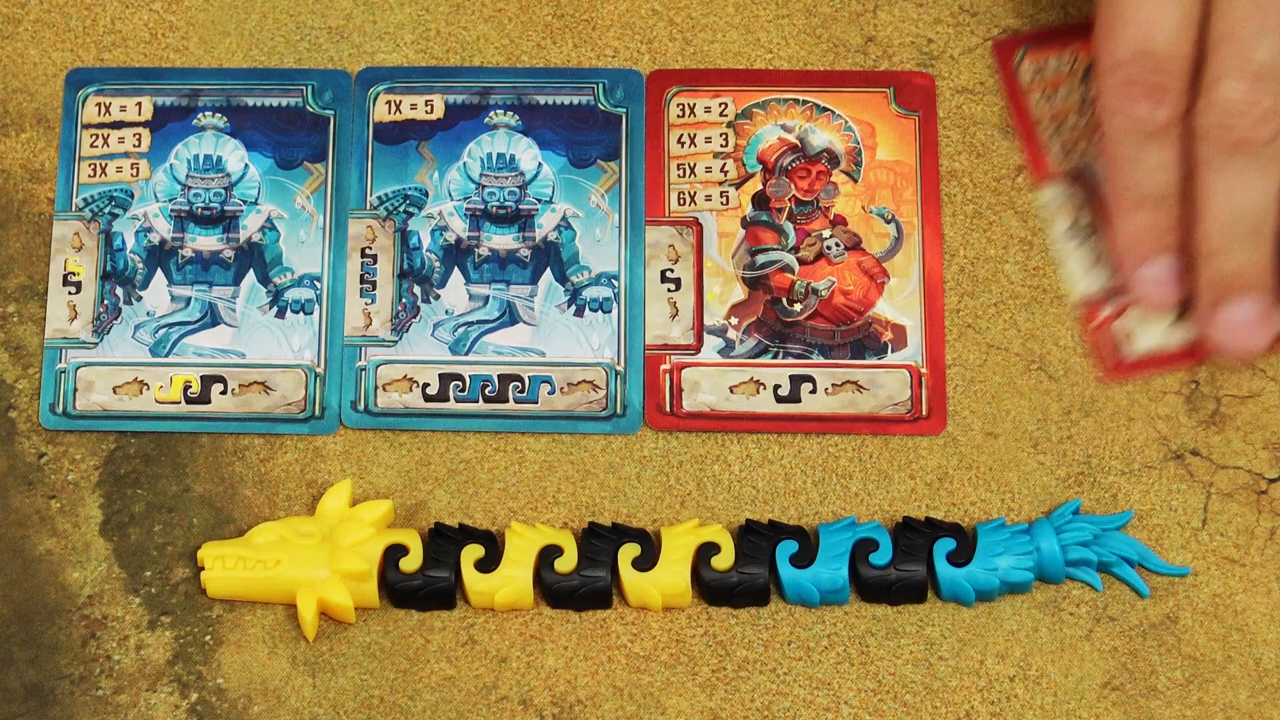 1X = 1
2X = 3
3X = 5
1X = 5
3X = 2
4X = 3
5X = 4
6X = 5